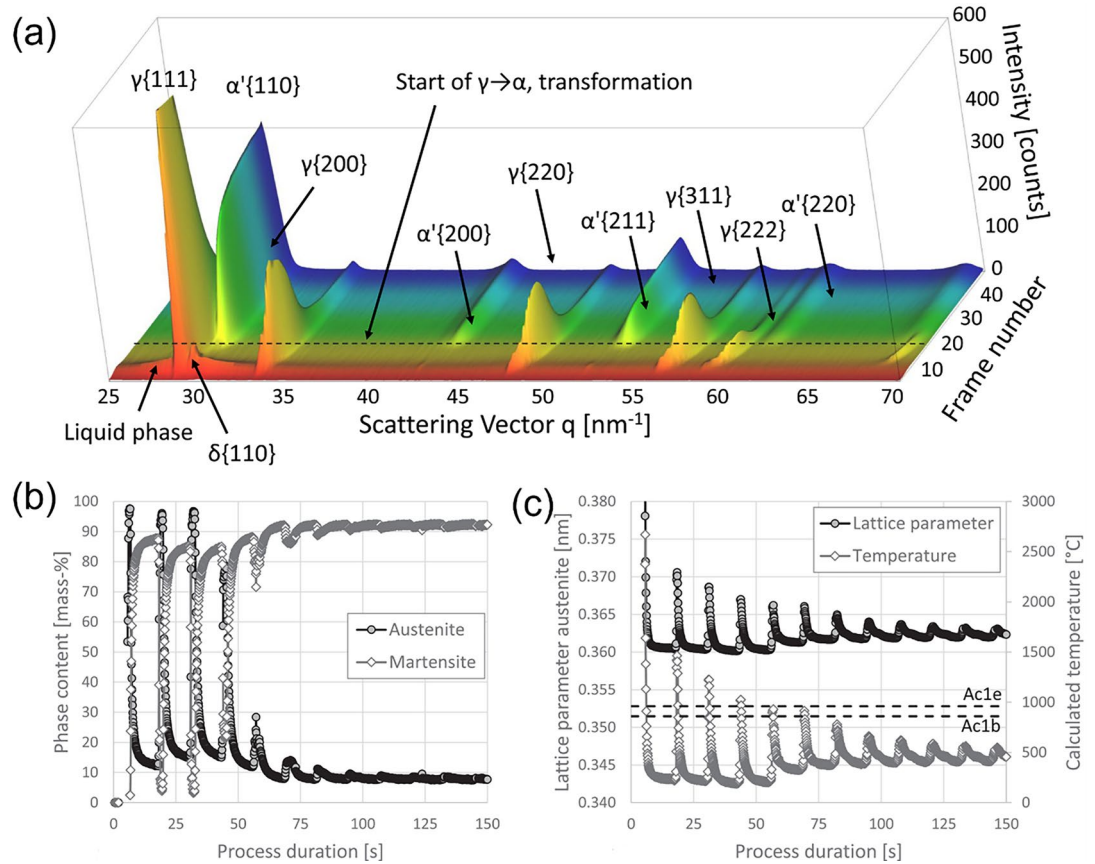 (a)
γ{111}
α'{110}
Start of γ→α, transformation
γ{200}
γ{220}
γ{311}
α'{220}
α'{200}
α'{211}
γ{222}
600
500
400
300
200
100
0
Intensity [counts]
40
30
20
10
Frame number
25 30 35 40 45 50 55 60 65 70
Scattering Vector q [nm-1]
Liquid phase
δ{110}
(b)
100
90
80
70
60
50
40
30
20
10
0
Phase content [mass-%]
Austenite
Martensite
0 25 50 75 100 125 150
Process duration [s]
(c)
0.380
0.375
0.370
0.365
0.360
0.355
0.350
0.345
0.340
Lattice parameter austenite [nm]
Lattice parameter
Temperature
Ac1e
Ac1b
3000
2500
2000
1500
1000
500
0
Calculated temperature [°C]
0 25 50 75 100 125 150
Process duration [s]